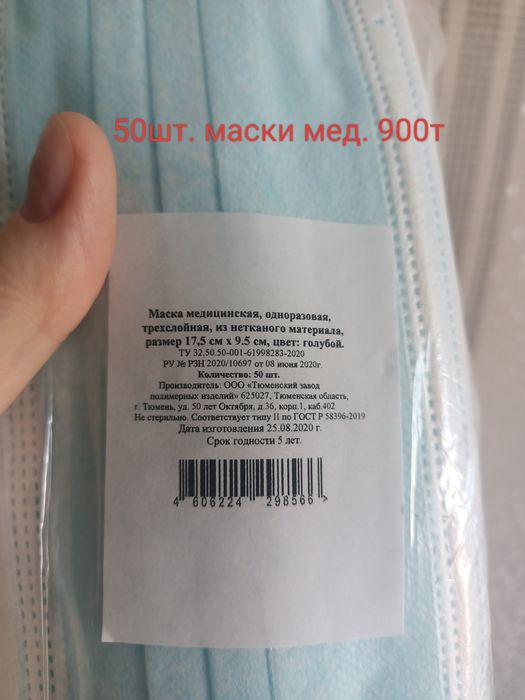 50шт. маски мед. 900т
Маска медицинская, одноразовая,
трехслойная, из нетканого материала,
размер 17,5 см х 9.5 см, цвет: голубой.
ТУ 32.50.50-001-61998283-2020
РУ № РЗН 2020/10697 от 08 июня 2020г.
Количество: 50 шт.
Производитель: ООО «Тюменский завод
полимерных изделий» 625027, Тюменская область,
г. Тюмень, ул. 50 лет Октября, д.36, корп.1, каб.402
Не стерильно. Соответствует типу II по ГОСТ Р 58396-2019
Дата изготовления 25.08.2020 г.
Срок годности 5 лет.
4 606224 298566 >